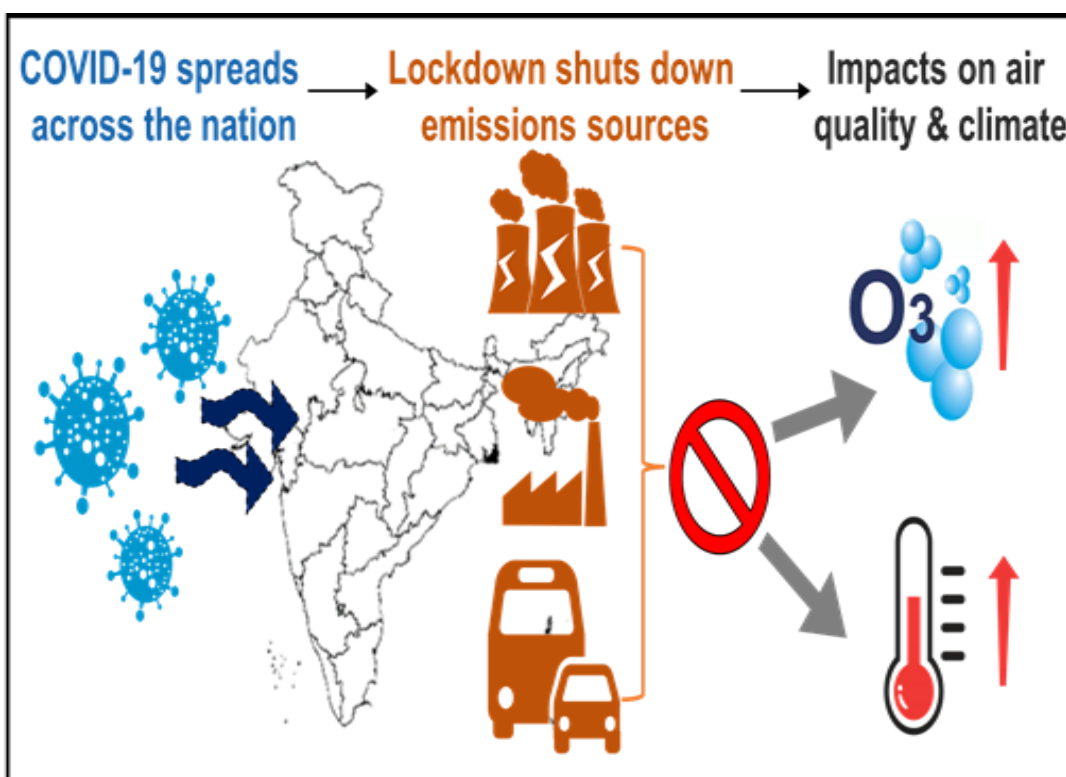 COVID-19 spreads
across the nation
Lockdown shuts down
emissions sources
Impacts on air
quality & climate
O3